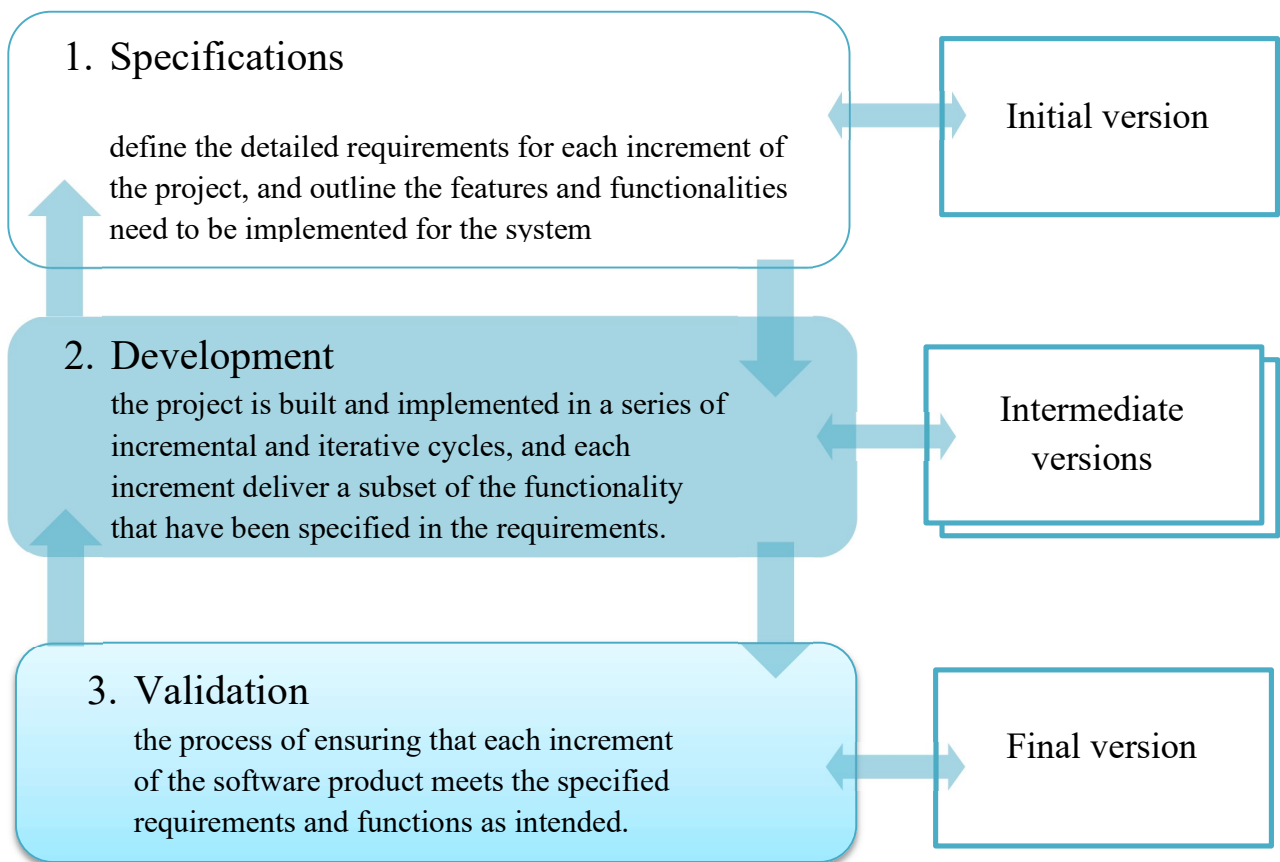 1. Specifications
define the detailed requirements for each increment of
the project, and outline the features and functionalities
need to be implemented for the system
Initial version
2. Development
the project is built and implemented in a series of
incremental and iterative cycles, and each
increment deliver a subset of the functionality
that have been specified in the requirements.
Intermediate
versions
3. Validation
the process of ensuring that each increment
of the software product meets the specified
requirements and functions as intended.
Final version